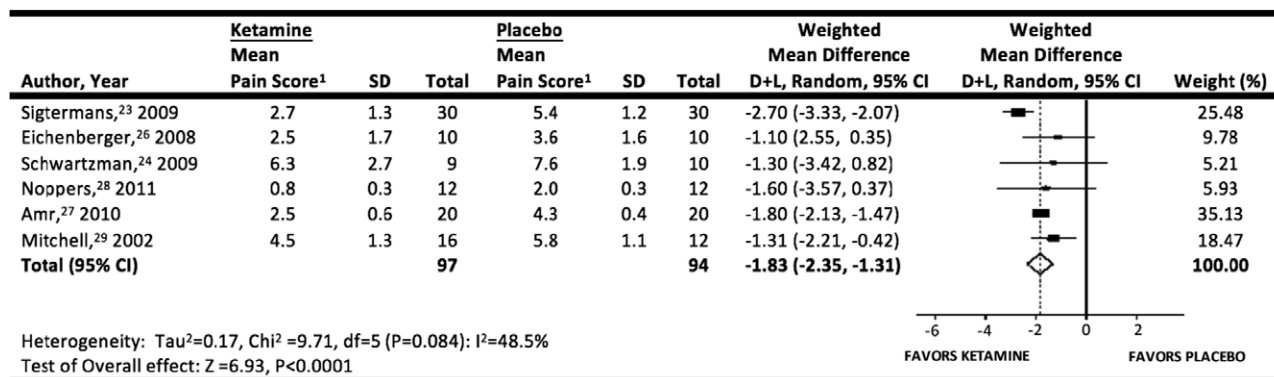 Ketamine Placebo Weighted Weighted
Mean Mean Mean Difference Mean Difference
Author, Year Pain Score¹ SD Total Pain Score¹ SD Total D+L, Random, 95% CI D+L, Random, 95% CI Weight (%)
Sigtermans,²³ 2009 2.7 1.3 30 5.4 1.2 30 -2.70 (-3.33, -2.07) 25.48
Eichenberger,²⁶ 2008 2.5 1.7 10 3.6 1.6 10 -1.10 (2.55, 0.35) 9.78
Schwartzman,²⁴ 2009 6.3 2.7 9 7.6 1.9 10 -1.30 (-3.42, 0.82) 5.21
Noppers,²⁸ 2011 0.8 0.3 12 2.0 0.3 12 -1.60 (-3.57, 0.37) 5.93
Amr,²⁷ 2010 2.5 0.6 20 4.3 0.4 20 -1.80 (-2.13, -1.47) 35.13
Mitchell,²⁹ 2002 4.5 1.3 16 5.8 1.1 12 -1.31 (-2.21, -0.42) 18.47
Total (95% CI) 97 94 -1.83 (-2.35, -1.31) 100.00
-6 -4 -2 0 2
Heterogeneity: Tau²=0.17, Chi² =9.71, df=5 (P=0.084): I²=48.5%
FAVORS KETAMINE FAVORS PLACEBO
Test of Overall effect: Z =6.93, P<0.0001